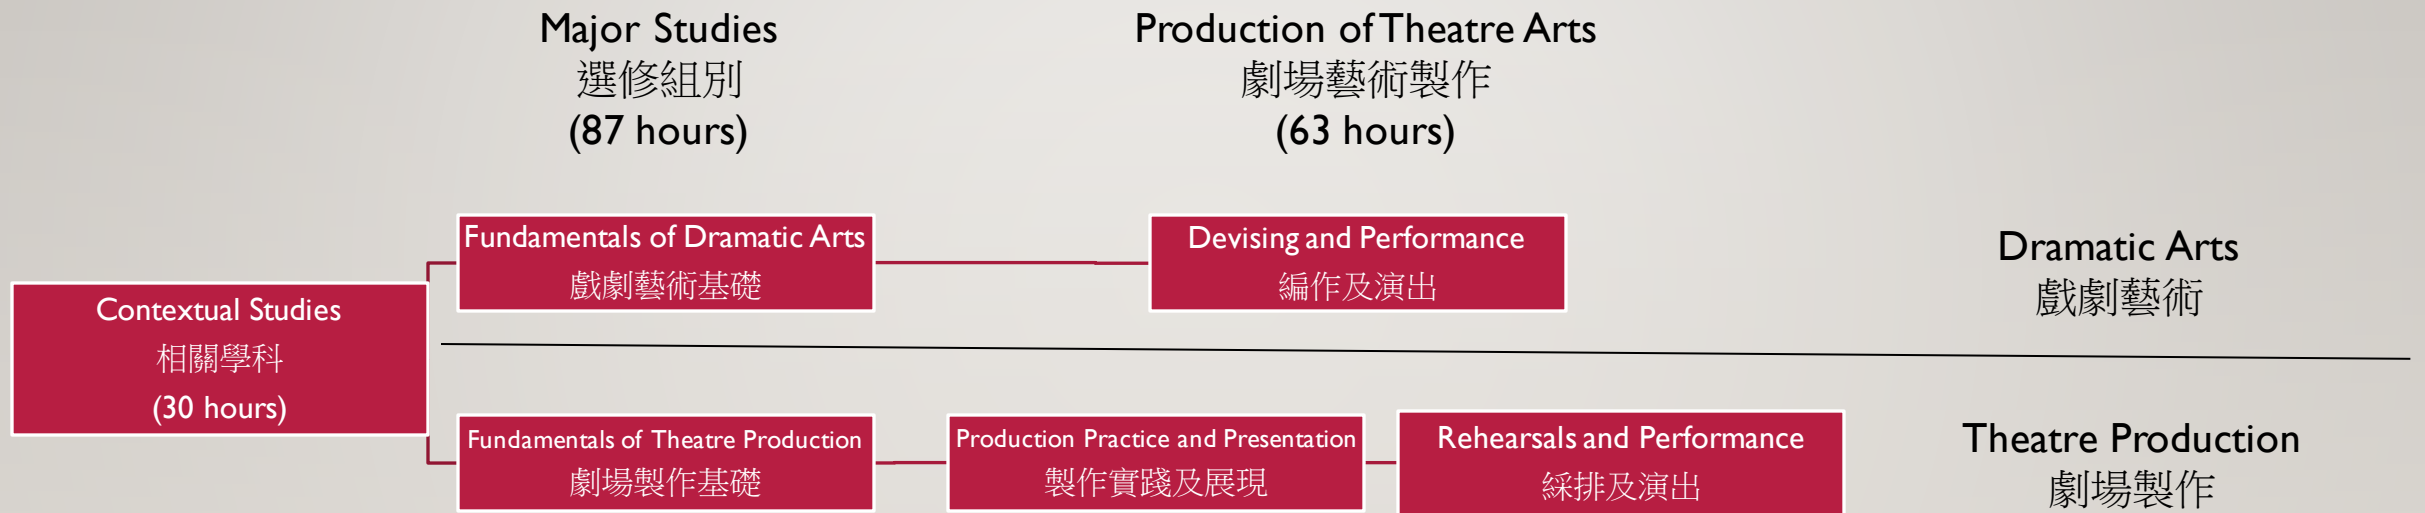 Major Studies
選修組別
(87 hours)
Production of Theatre Arts
劇場藝術製作
(63 hours)
Contextual Studies
相關學科
(30 hours)
Fundamentals of Dramatic Arts
戲劇藝術基礎
Devising and Performance
編作及演出
Dramatic Arts
戲劇藝術
Fundamentals of Theatre Production
劇場製作基礎
Production Practice and Presentation
製作實踐及展現
Rehearsals and Performance
綵排及演出
Theatre Production
劇場製作